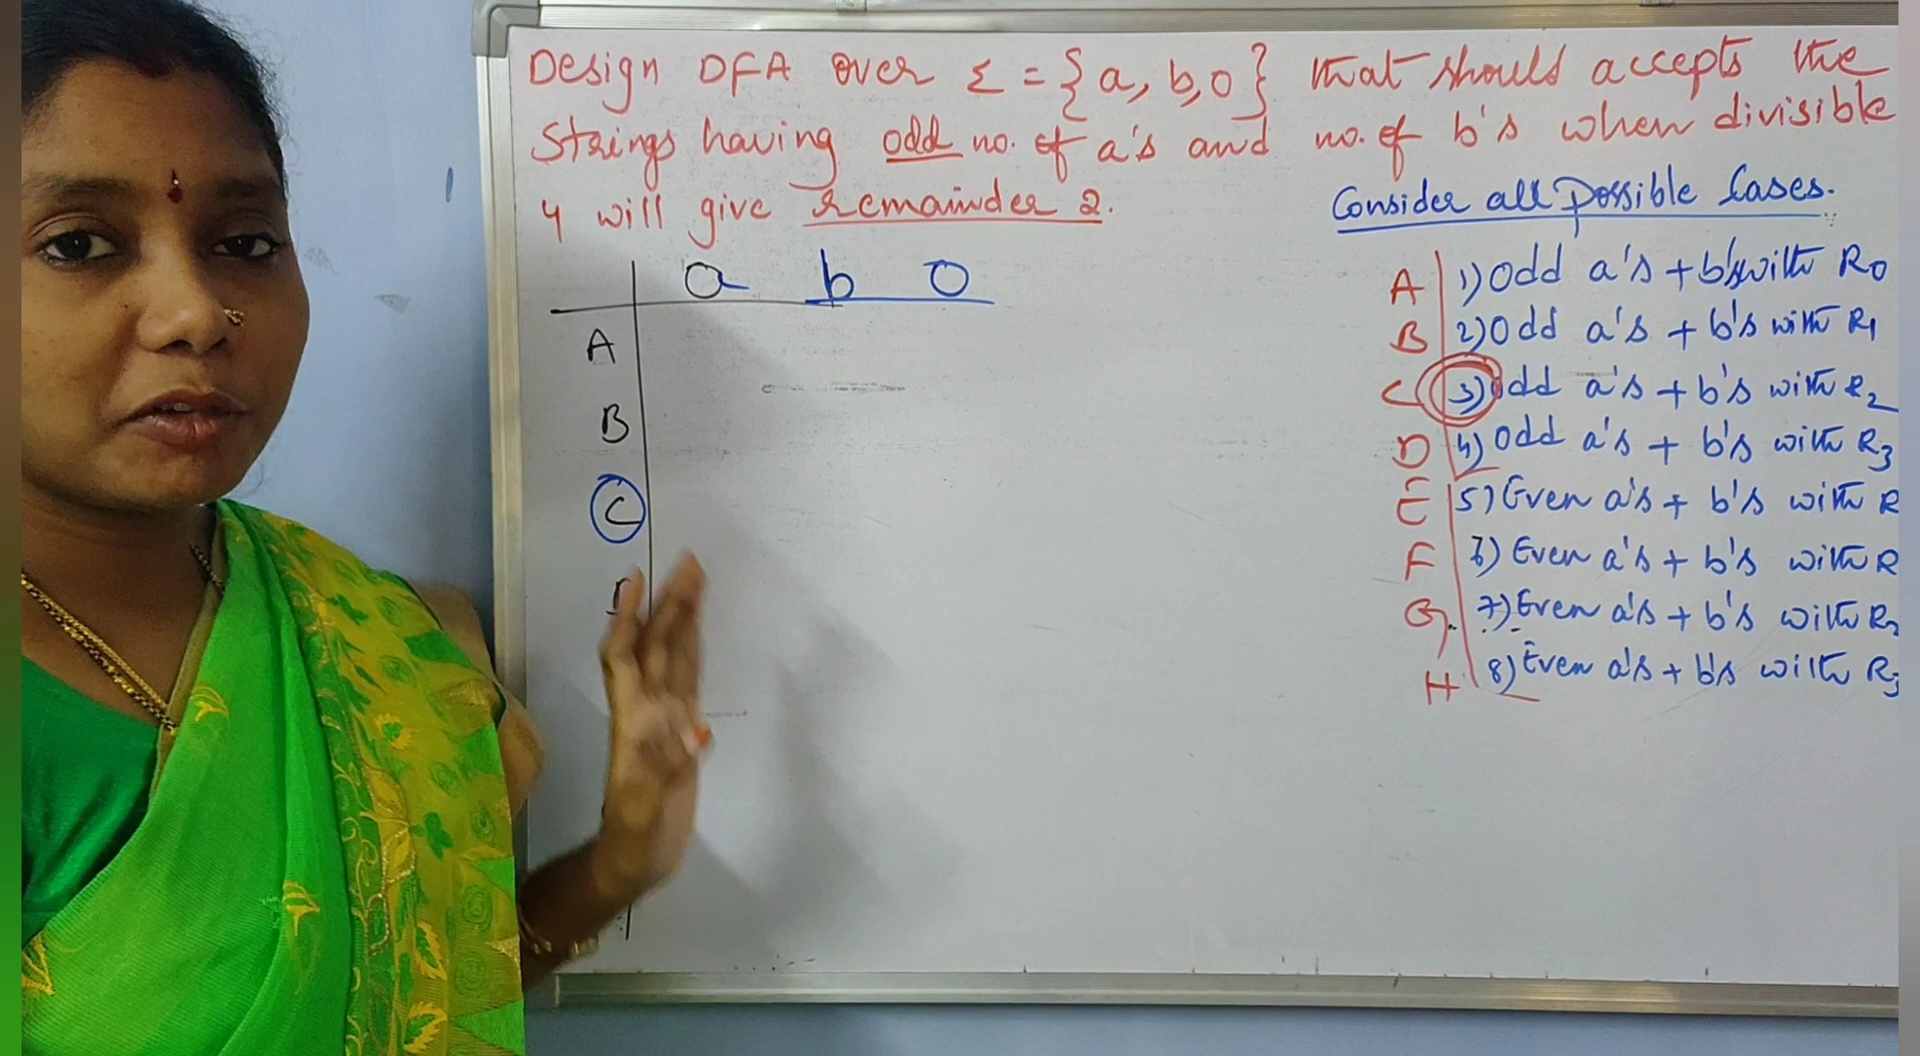 Design DFA over Σ = {a, b, 0} that should accepts the
Strings having odd no. of a's and no. of b's when divisible
4 will give remainder 2.
Consider all Possible Cases.
a b 0
A
B
C
A 1) Odd a's + b's with R0
B 2) Odd a's + b's with R1
C 3) Odd a's + b's with R2
D 4) Odd a's + b's with R3
E 5) Even a's + b's with R
F 6) Even a's + b's with R
G 7) Even a's + b's with R2
H 8) Even a's + b's with R3